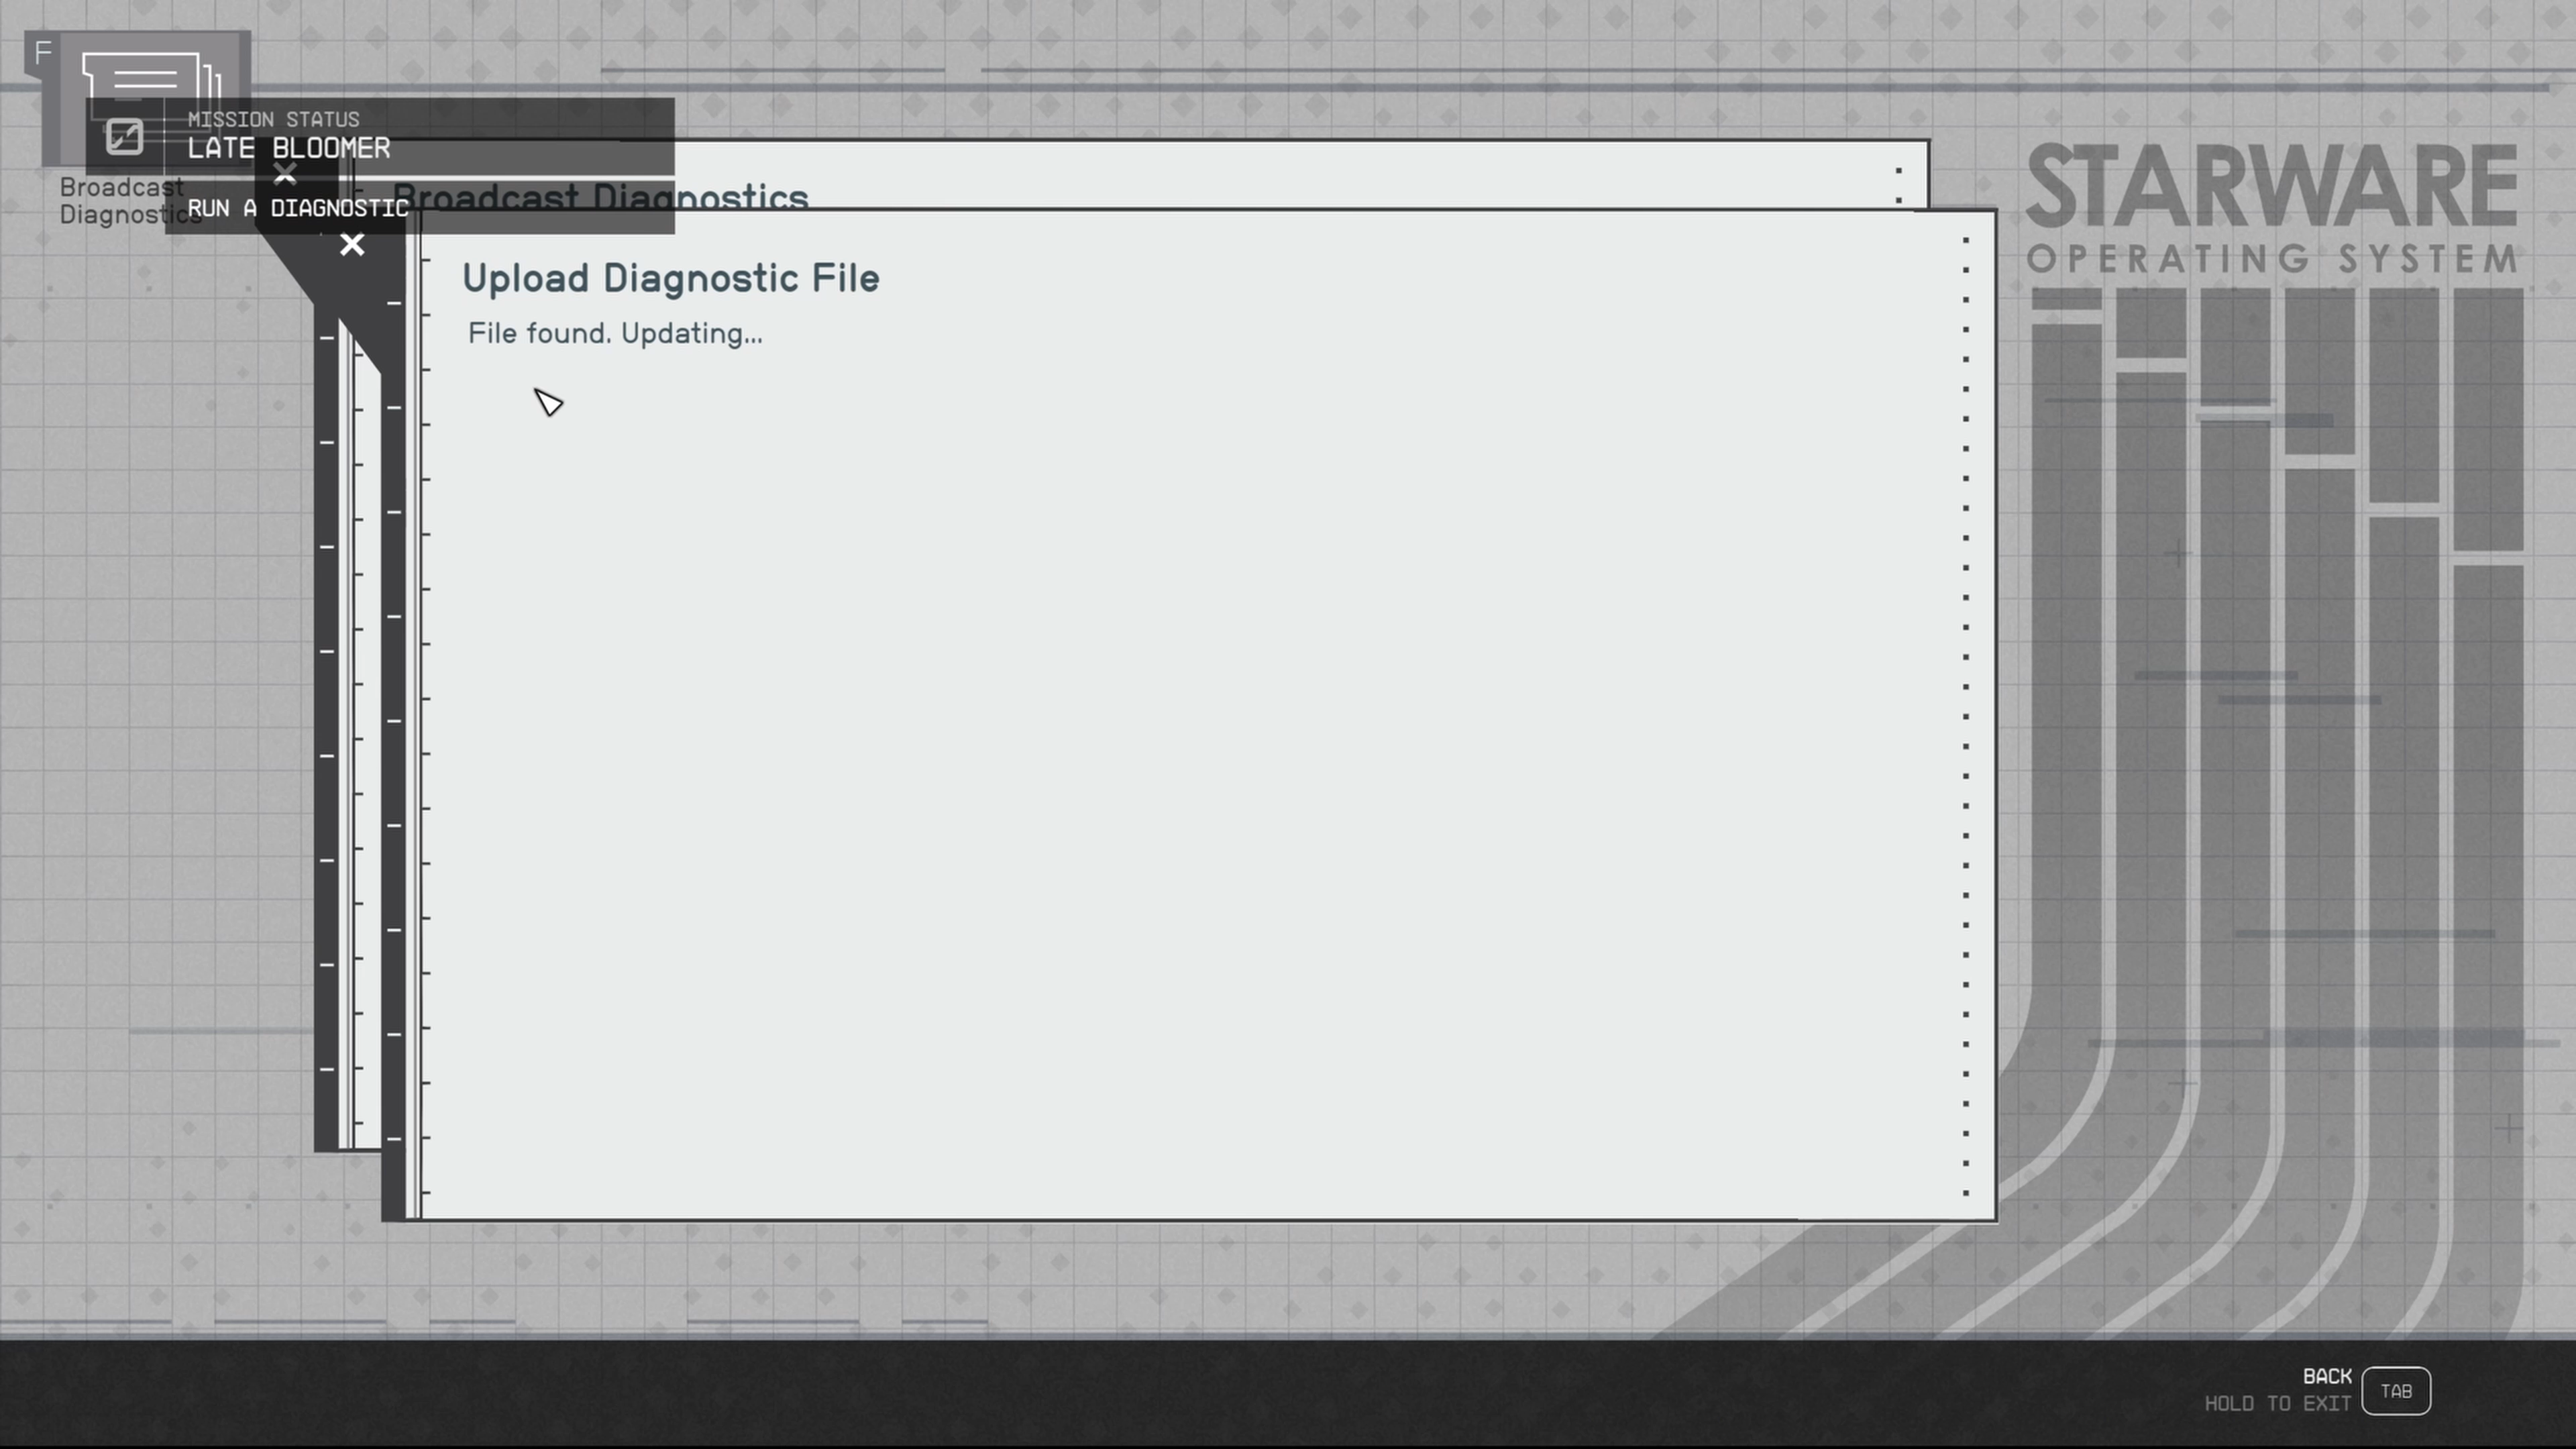 F
MISSION STATUS
LATE BLOOMER
Broadcast
Diagnostics
RUN A DIAGNOSTIC
Broadcast Diagnostics
Upload Diagnostic File
File found. Updating...
STARWARE
OPERATING SYSTEM
BACK
HOLD TO EXIT
TAB